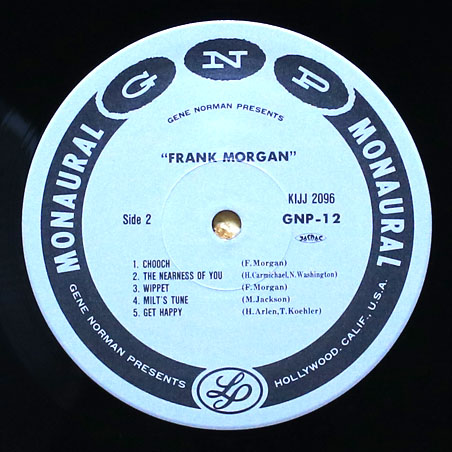 GNP
GENE NORMAN PRESENTS
MONAURAL
MONAURAL
"FRANK MORGAN"
KIJJ 2096
Side 2
GNP-12
1. CHOOCH (F. Morgan)
2. THE NEARNESS OF YOU (H. Carmichael, N. Washington)
3. WIPPET (F. Morgan)
4. MILT'S TUNE (M. Jackson)
5. GET HAPPY (H. Arlen, T. Koehler)
GENE NORMAN PRESENTS
HOLLYWOOD, CALIF., U.S.A.
LP